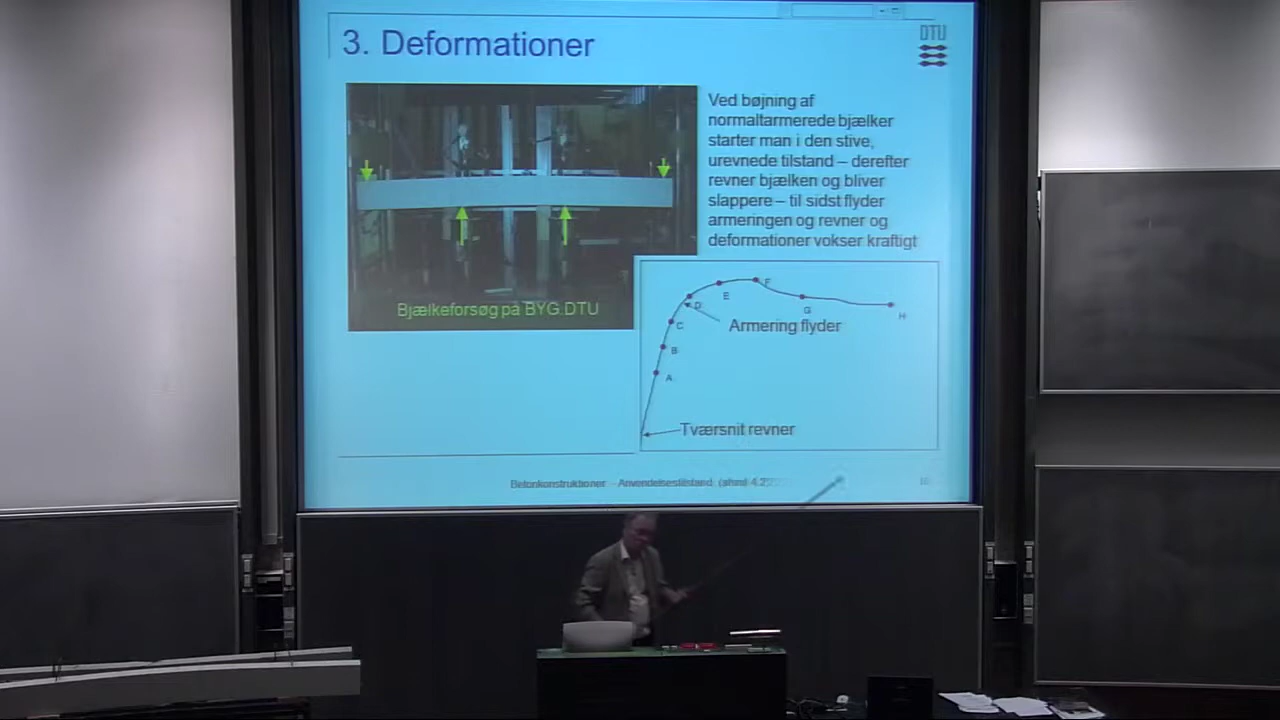 3. Deformationer
DTU
Ved bøjning af
normaltarmerede bjælker
starter man i den stive,
urevnede tilstand – derefter
revner bjælken og bliver
slappere – til sidst flyder
armeringen og revner og
deformationer vokser kraftigt
Bjælkeforsøg på BYG.DTU
F
E
D
G
H
C
Armering flyder
B
A
Tværsnit revner
Betonkonstruktioner - Anvendelsestilstand